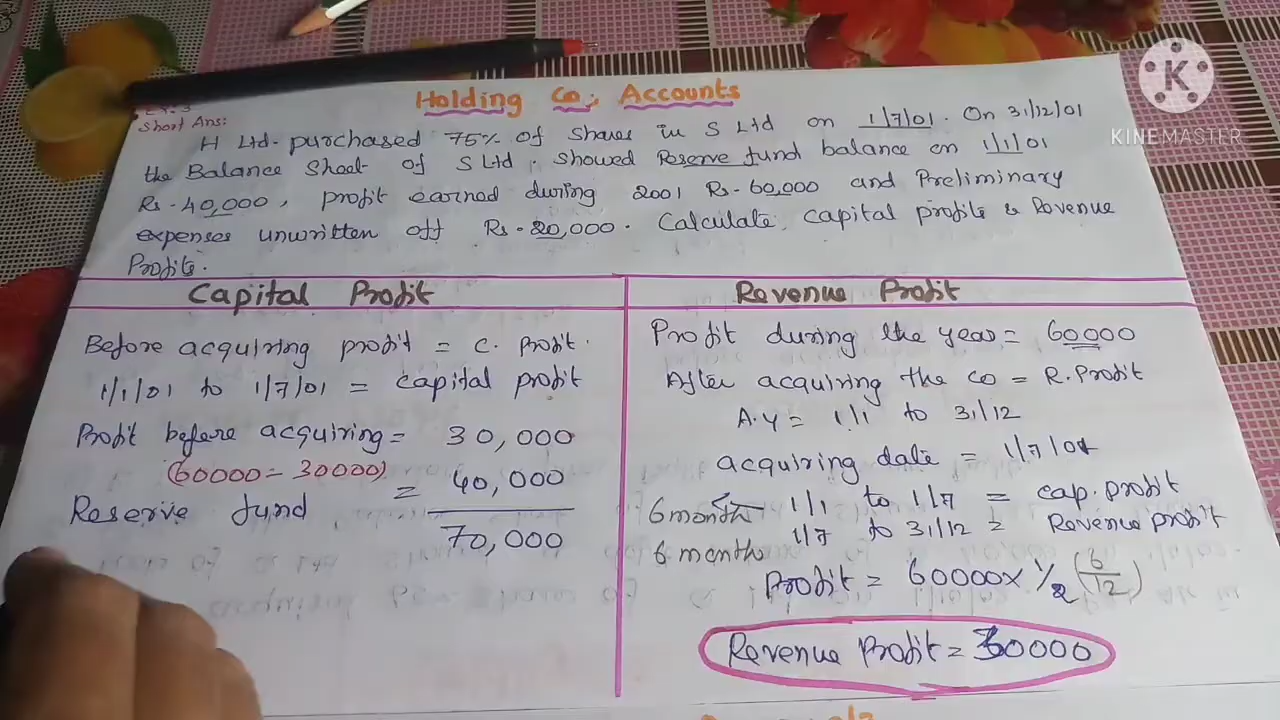 K
KINEMASTER
Holding Co; Accounts
Short Ans:
H Ltd. purchased 75% of Shares in S Ltd on 1/7/01. On 31/12/01
the Balance Sheet of S Ltd. Showed Reserve fund balance on 1/1/01
Rs-40,000, profit earned during 2001 Rs-60,000 and Preliminary
expenses unwritten off Rs-20,000. Calculate capital profits & Revenue
Profits.
Capital Profit
Before acquiring profit = C. Profit.
1/1/01 to 1/7/01 = capital profit
Profit before acquiring = 30,000
(60000-30000)
Reserve fund = 40,000
70,000
Revenue Profit
Profit during the year = 60000
After acquiring the co = R. Profit
A.Y = 1/1 to 31/12
acquiring date = 1/7/01
6 months 1/1 to 1/7 = cap. profit
6 months 1/7 to 31/12 = Revenue profit
Profit = 60000 x 1/2 (6/12)
Revenue Profit = 30000